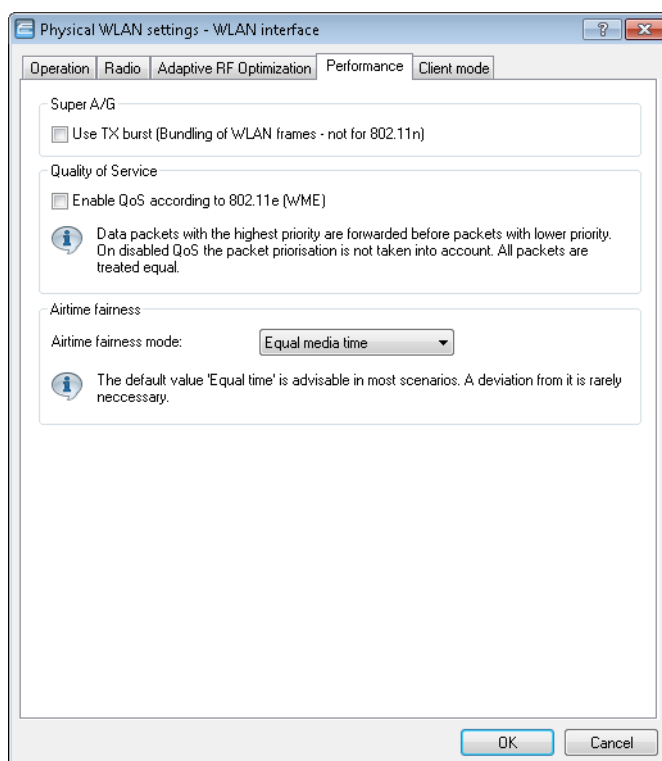 Physical WLAN settings - WLAN interface
Operation Radio Adaptive RF Optimization Performance Client mode
Super A/G
Use TX burst (Bundling of WLAN frames - not for 802.11n)
Quality of Service
Enable QoS according to 802.11e (WME)
Data packets with the highest priority are forwarded before packets with lower priority.
On disabled QoS the packet priorisation is not taken into account. All packets are
treated equal.
Airtime fairness
Airtime fairness mode: Equal media time
The default value 'Equal time' is advisable in most scenarios. A deviation from it is rarely
neccessary.
OK Cancel